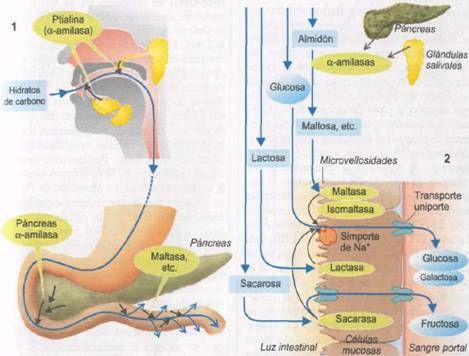 1
Ptialina
(α-amilasa)
Hidratos
de carbono
Páncreas
α-amilasa
Maltasa,
etc.
Páncreas
Páncreas
Almidón
α-amilasas
Glándulas
salivales
Glucosa
Maltosa, etc.
Lactosa
Microvellosidades
2
Maltasa
Isomaltasa
Transporte
uniporte
Simporte
de Na⁺
Glucosa
Galactosa
Lactasa
Sacarosa
Sacarasa
Fructosa
Luz intestinal
Células
mucosas
Sangre portal